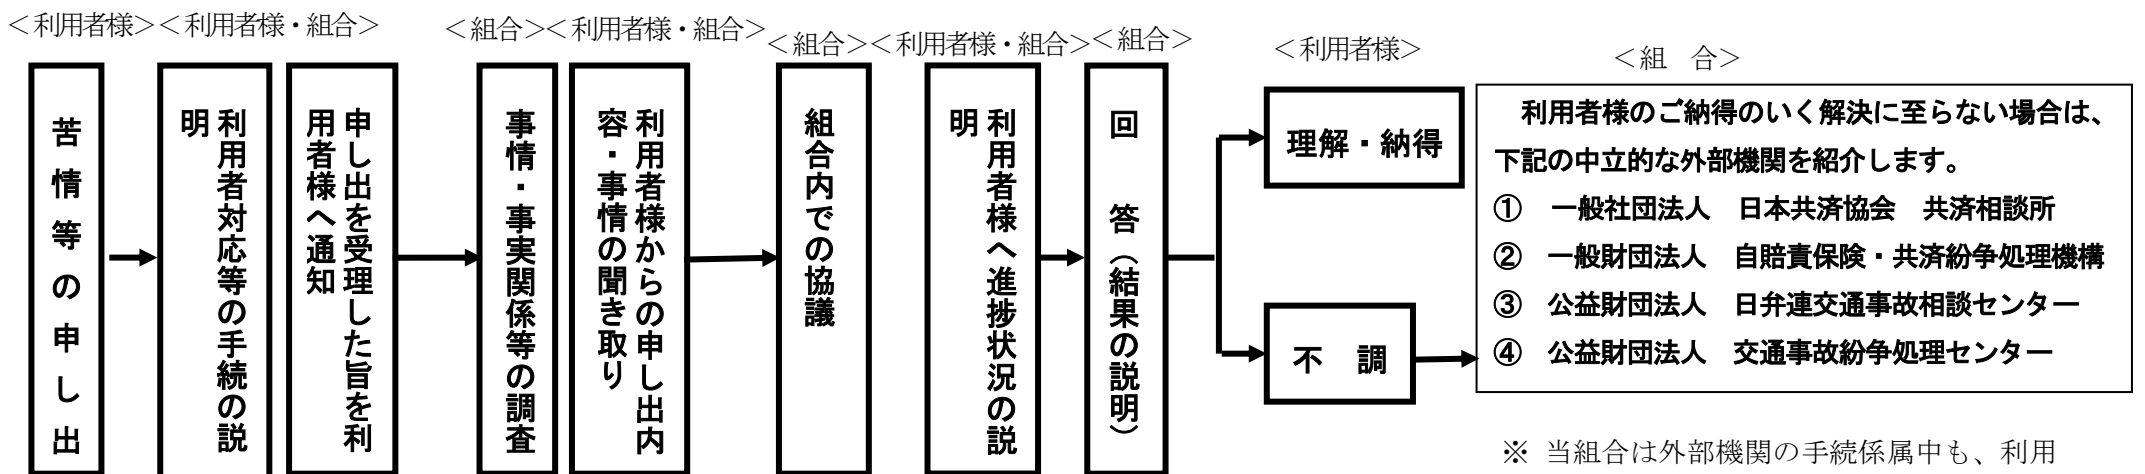 ＜利用者様＞
＜利用者様・組合＞
＜組合＞
＜利用者様・組合＞
＜組合＞
＜利用者様・組合＞
＜組合＞
＜利用者様＞
＜組　合＞
苦情等の申し出
利用者対応等の手続の説
明
申し出を受理した旨を利
用者様へ通知
事情・事実関係等の調査
利用者様からの申し出内
容・事情の聞き取り
組合内での協議
利用者様へ進捗状況の説
明
回　答（結果の説明）
理解・納得
不　調
利用者様のご納得のいく解決に至らない場合は、
下記の中立的な外部機関を紹介します。
①　一般社団法人　日本共済協会　共済相談所
②　一般財団法人　自賠責保険・共済紛争処理機構
③　公益財団法人　日弁連交通事故相談センター
④　公益財団法人　交通事故紛争処理センター
※ 当組合は外部機関の手続係属中も、利用